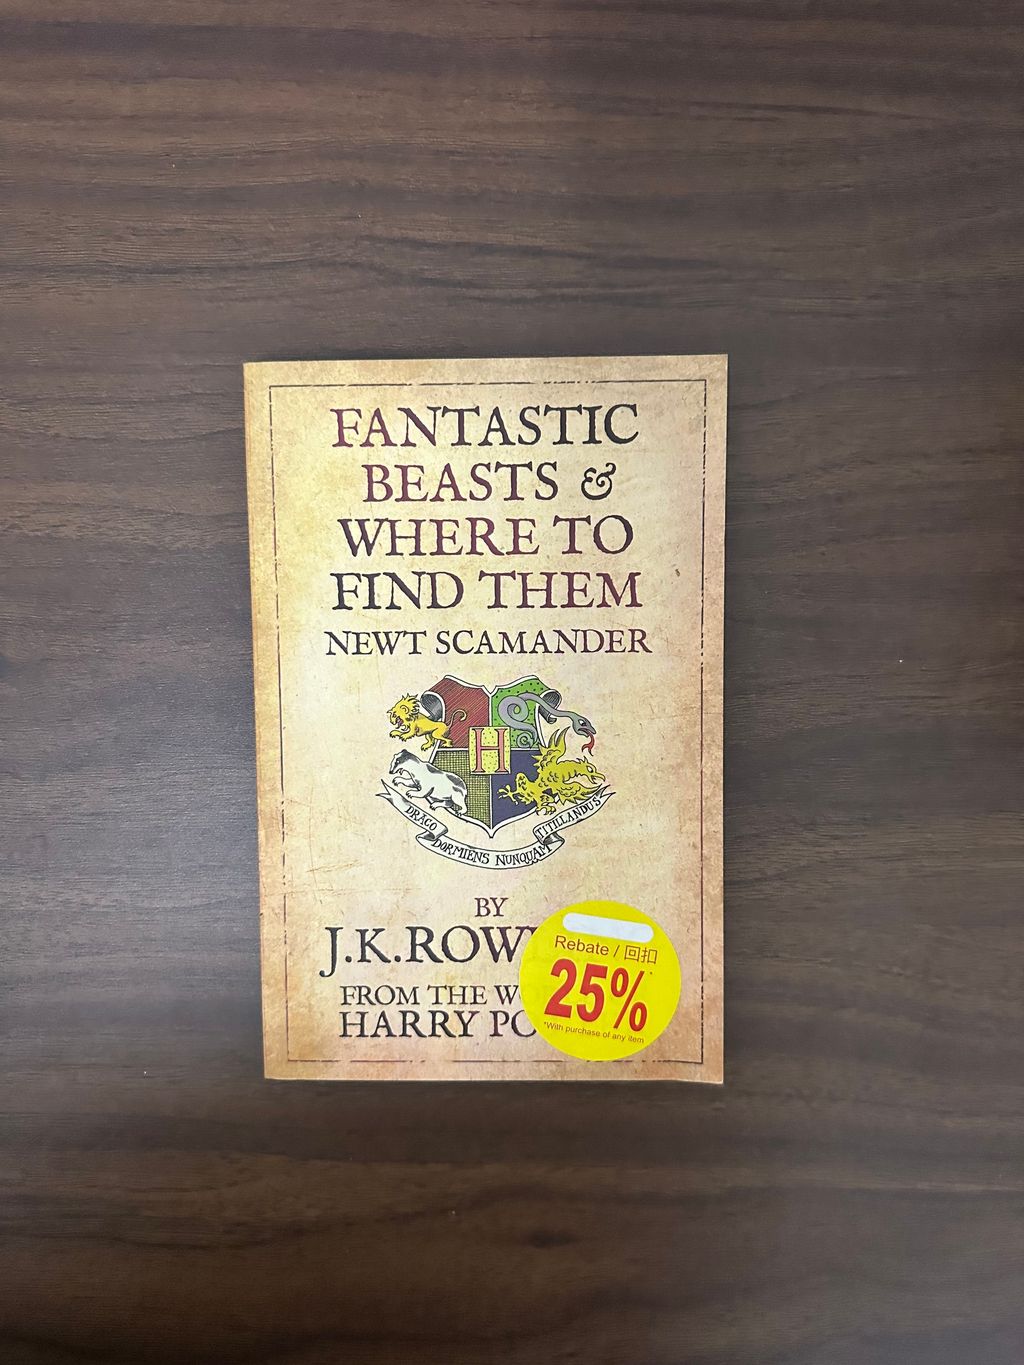 FANTASTIC
BEASTS &
WHERE TO
FIND THEM
NEWT SCAMANDER
H
DRACO DORMIENS NUNQUAM TITILLANDUS
BY
J.K.ROW
FROM THE WO
HARRY PO
Rebate / 回扣
25%*
*With purchase of any item